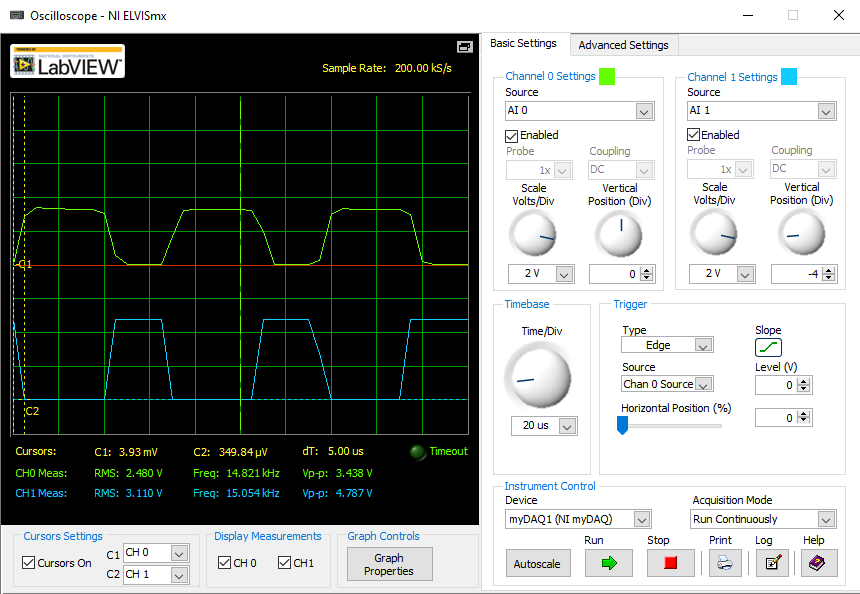 Oscilloscope - NI ELVISmx
POWERED BY
NATIONAL INSTRUMENTS
LabVIEW™
Sample Rate: 200.00 kS/s
C1
C2
Cursors: C1: 3.93 mV C2: 349.84 µV dT: 5.00 us Timeout
CH0 Meas: RMS: 2.480 V Freq: 14.821 kHz Vp-p: 3.438 V
CH1 Meas: RMS: 3.110 V Freq: 15.054 kHz Vp-p: 4.787 V
Cursors Settings
Cursors On
C1 CH 0
C2 CH 1
Display Measurements
CH 0 CH1
Graph Controls
Graph
Properties
Basic Settings Advanced Settings
Channel 0 Settings
Source
AI 0
Enabled
Probe Coupling
1x DC
Scale
Volts/Div
Vertical
Position (Div)
2 V 0
Channel 1 Settings
Source
AI 1
Enabled
Probe Coupling
1x DC
Scale
Volts/Div
Vertical
Position (Div)
2 V -4
Timebase
Time/Div
20 us
Trigger
Type
Edge
Slope
Source
Chan 0 Source
Level (V)
0
Horizontal Position (%)
0
Instrument Control
Device
myDAQ1 (NI myDAQ)
Acquisition Mode
Run Continuously
Run Stop Print Log Help
Autoscale